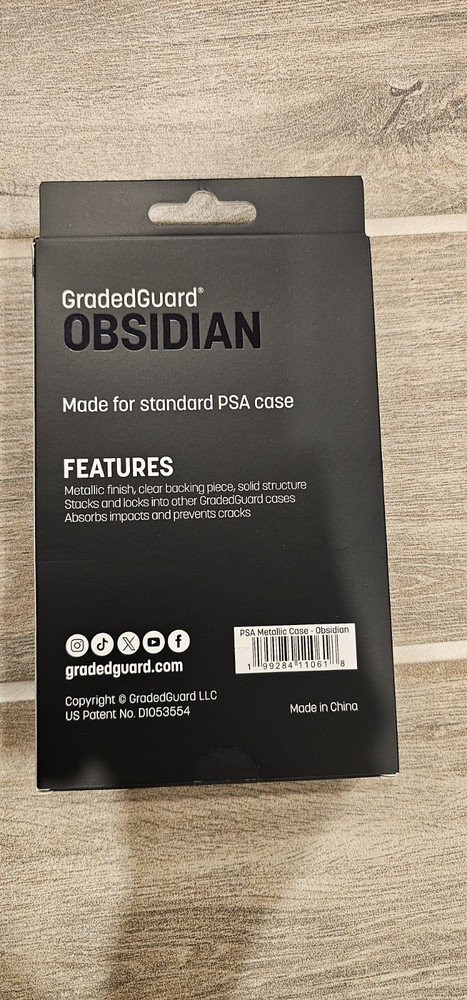 GradedGuard®
OBSIDIAN
Made for standard PSA case
FEATURES
Metallic finish, clear backing piece, solid structure
Stacks and locks into other GradedGuard cases
Absorbs impacts and prevents cracks
gradedguard.com
PSA Metallic Case - Obsidian
1 99284 11061 8
Copyright © GradedGuard LLC
US Patent No. D1053554
Made in China